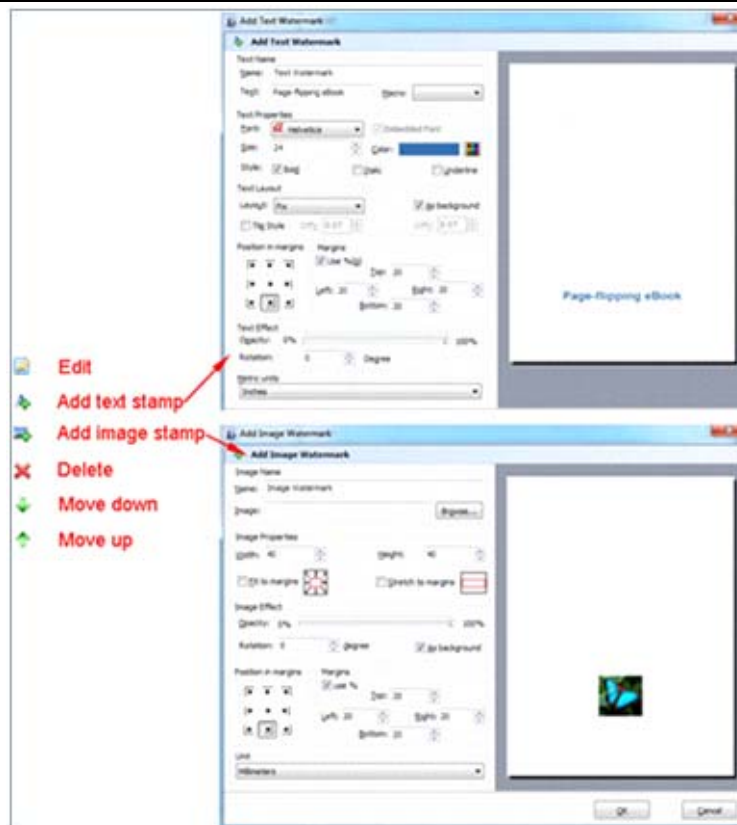 Add Text Watermark
Add Text Watermark
Text Name
Name: Text Watermark
Text: Page-flipping eBook Macro:
Text Properties
Font: Helvetica Embedded Font
Size: 24 Color:
Style: Bold Italic Underline
Text Layout
Layout: Fix As background
Tile Style
Position in margins Margins
Use %
Top: 20
Left: 20 Right: 20
Bottom: 20
Page-flipping eBook
Text Effect
Opacity: 0% 100%
Rotation: 0 Degree
Metric units
Inches
Edit
Add text stamp
Add image stamp
Delete
Move down
Move up
Add Image Watermark
Add Image Watermark
Image Name
Name: Image Watermark
Image: Browse...
Image Properties
Width: 40 Height: 40
Fit to margins Stretch to margins
Image Effect
Opacity: 0% 100%
Rotation: 0 degree As background
Position in margins Margins
use %
Top: 20
Left: 20 Right: 20
Bottom: 20
Unit
Millimeters
OK Cancel